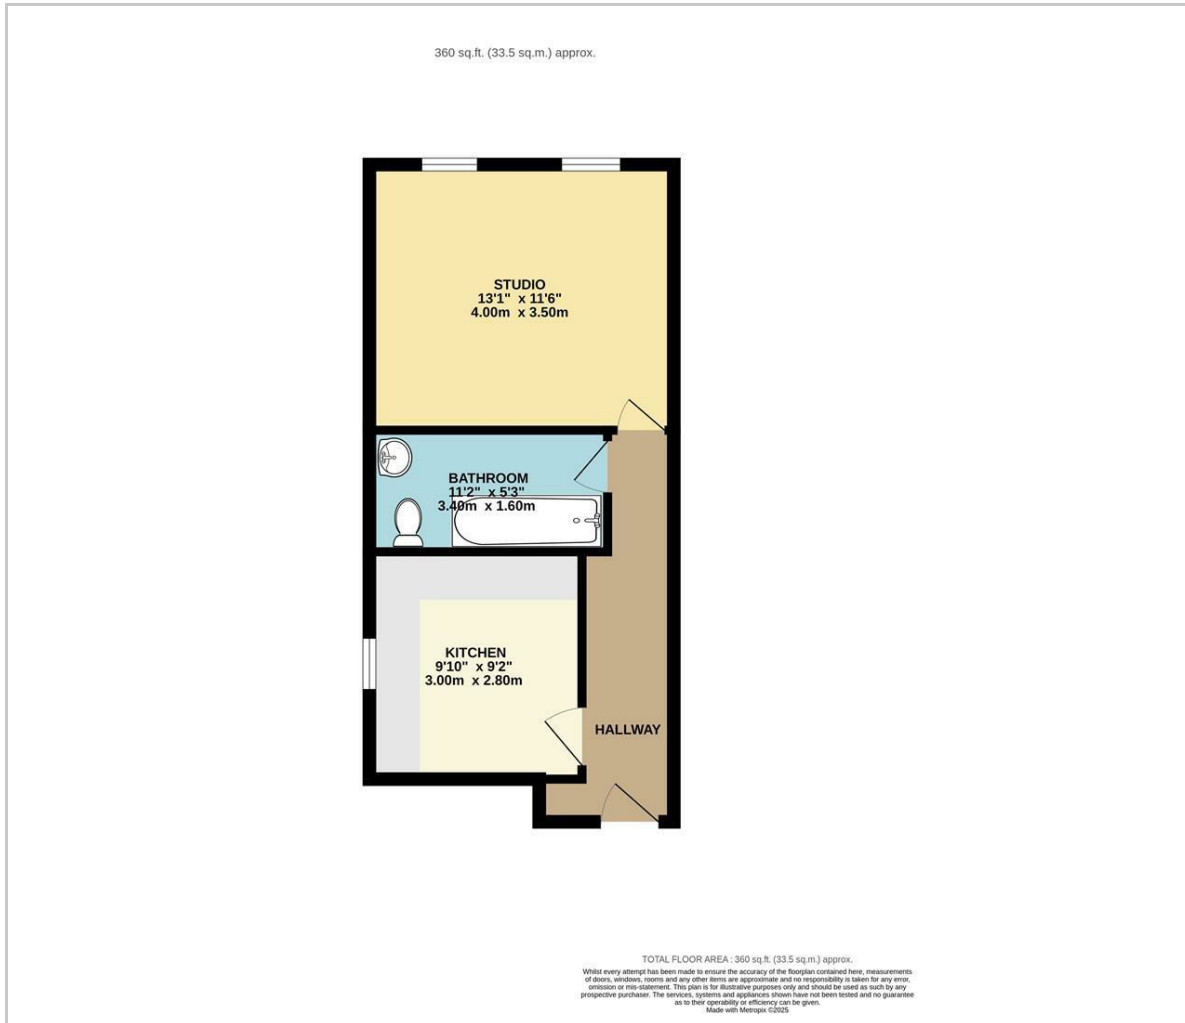 360 sq.ft. (33.5 sq.m.) approx.
STUDIO
13'1" x 11'6"
4.00m x 3.50m
BATHROOM
11'2" x 5'3"
3.40m x 1.60m
KITCHEN
9'10" x 9'2"
3.00m x 2.80m
HALLWAY
TOTAL FLOOR AREA : 360 sq.ft. (33.5 sq.m.) approx.
Whilst every attempt has been made to ensure the accuracy of the floorplan contained here, measurements
of doors, windows, rooms and any other items are approximate and no responsibility is taken for any error,
omission or mis-statement. This plan is for illustrative purposes only and should be used as such by any
prospective purchaser. The services, systems and appliances shown have not been tested and no guarantee
as to their operability or efficiency can be given.
Made with Metropix ©2025